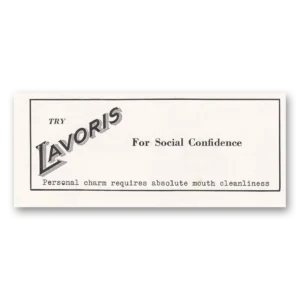 TRY
LAVORIS
For Social Confidence
Personal charm requires absolute mouth cleanliness